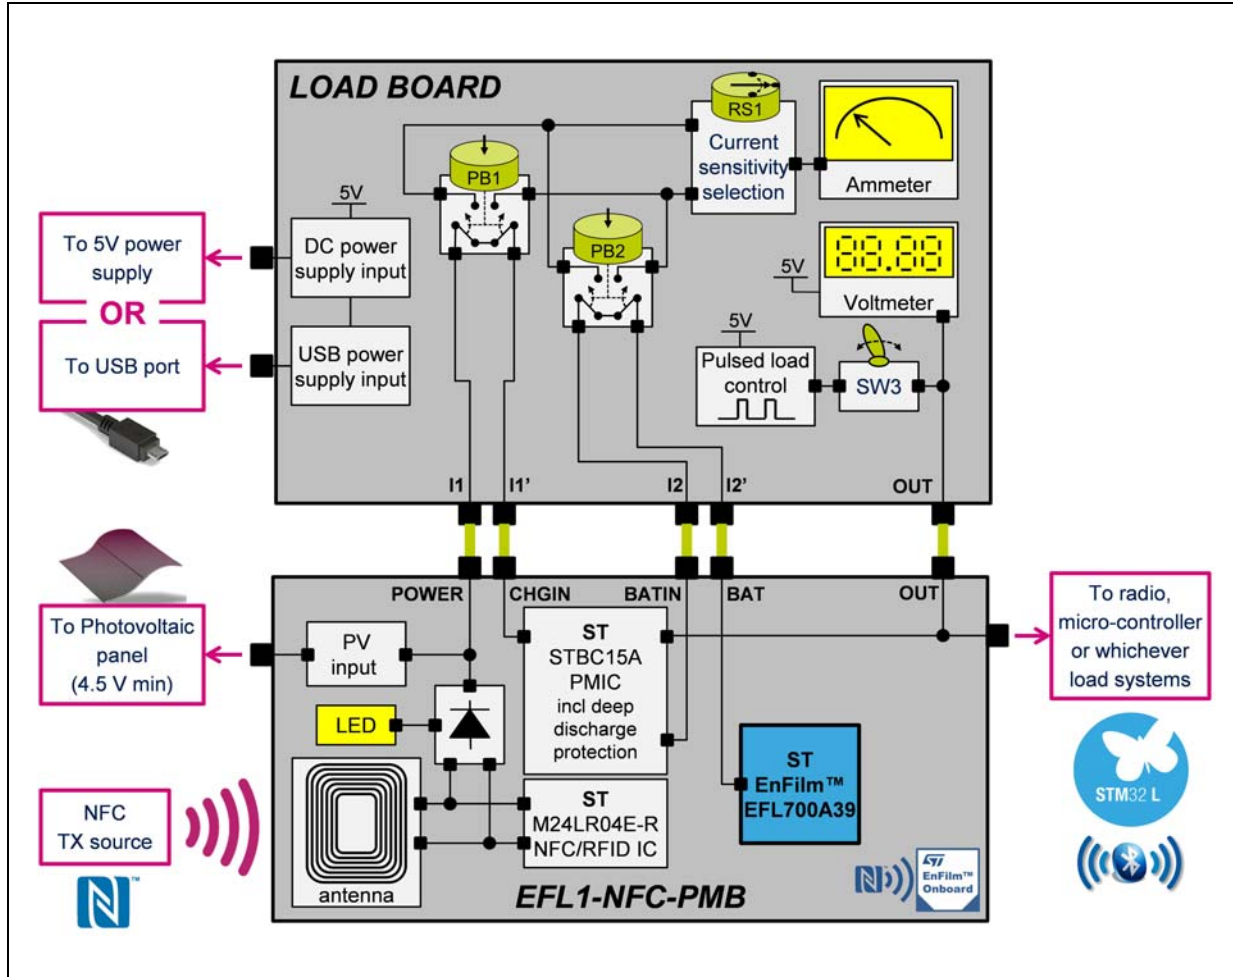 LOAD BOARD
RS1
Current
sensitivity
selection
Ammeter
PB1
5V
DC power
supply input
PB2
5V
88.88
Voltmeter
To 5V power
supply
OR
To USB port
USB power
supply input
5V
Pulsed load
control
SW3
I1
I1'
I2
I2'
OUT
POWER
CHGIN
BATIN
BAT
OUT
To Photovoltaic
panel
(4.5 V min)
PV
input
ST
STBC15A
PMIC
incl deep
discharge
protection
To radio,
micro-controller
or whichever
load systems
LED
ST
EnFilm™
EFL700A39
STM32 L
NFC
TX source
N™
antenna
ST
M24LR04E-R
NFC/RFID IC
EFL1-NFC-PMB
N
ST
EnFilm™
Onboard